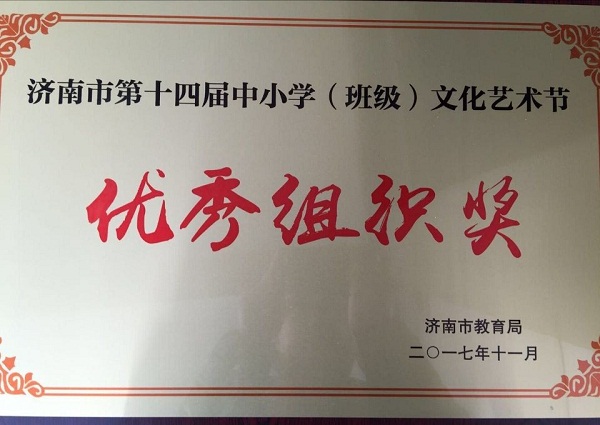 济南市第十四届中小学（班级）文化艺术节
优秀组织奖
济南市教育局
二〇一七年十一月